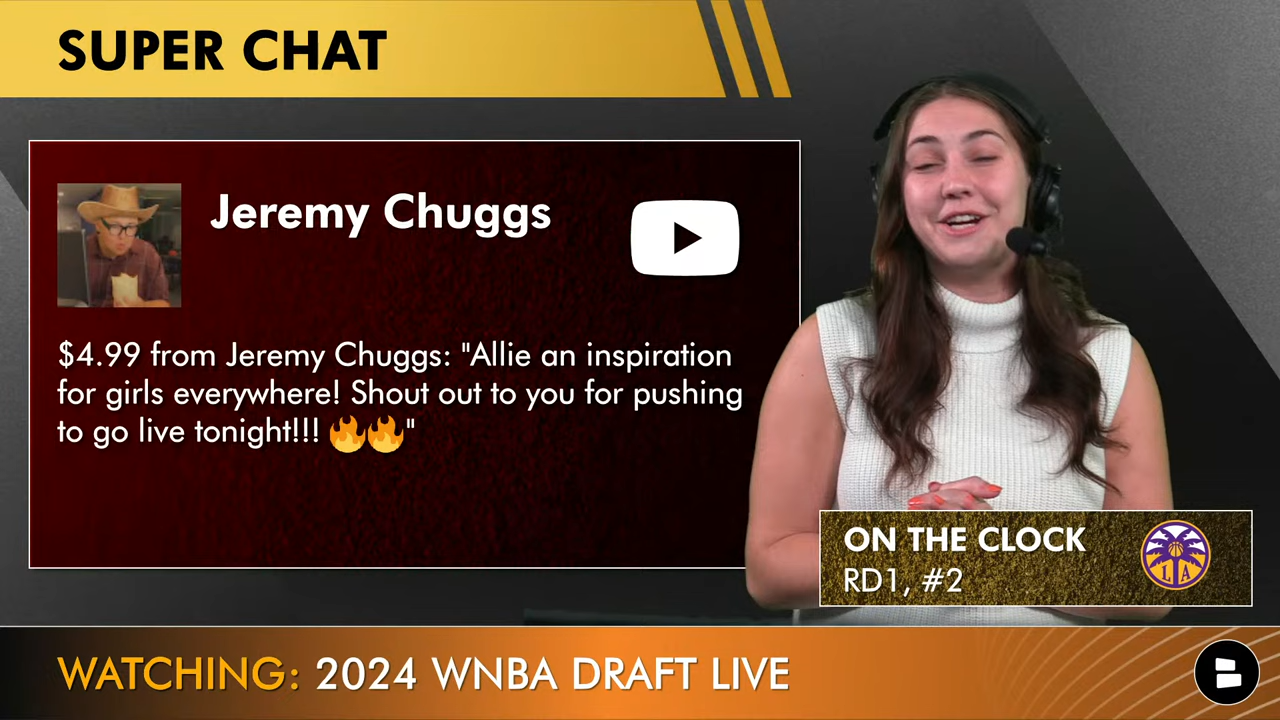 SUPER CHAT
Jeremy Chuggs
$4.99 from Jeremy Chuggs: "Allie an inspiration
for girls everywhere! Shout out to you for pushing
to go live tonight!!! 🔥🔥"
ON THE CLOCK
RD1, #2
LA
WATCHING: 2024 WNBA DRAFT LIVE